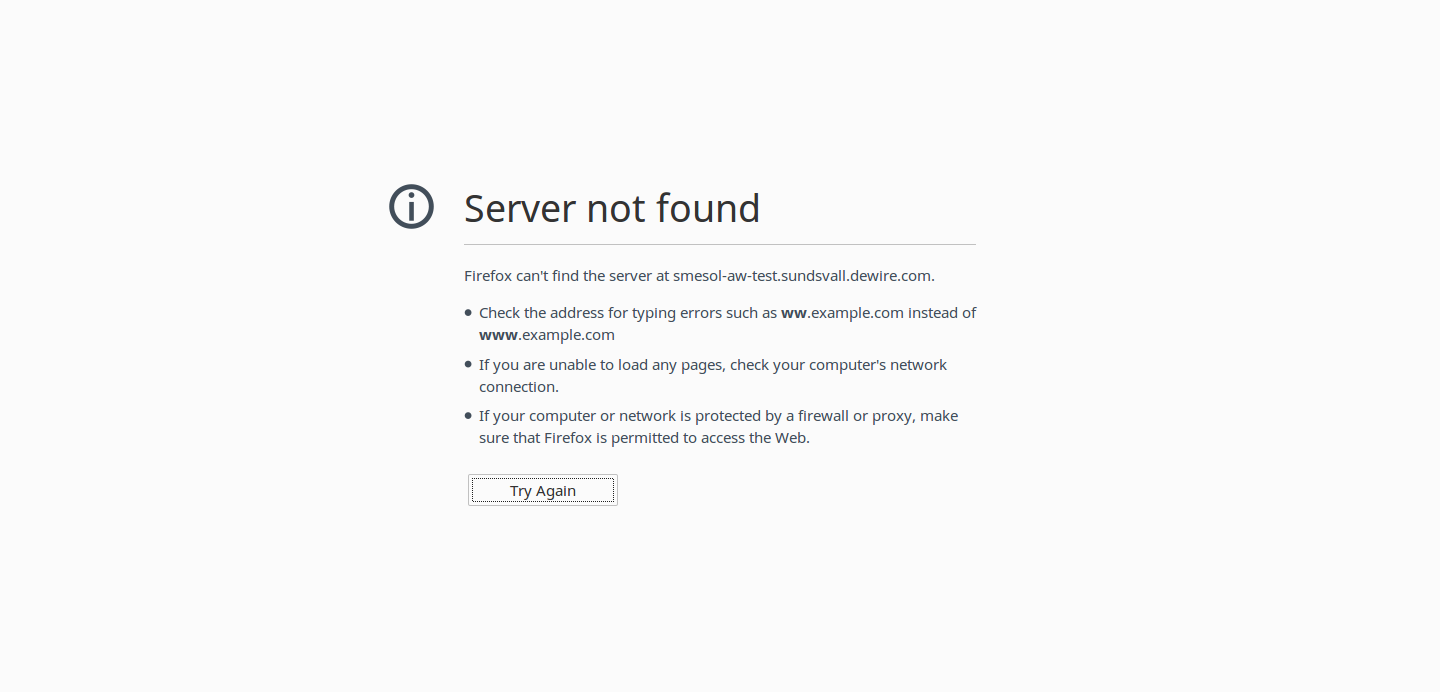 Server not found
Firefox can't find the server at smesol-aw-test.sundsvall.dewire.com.
• Check the address for typing errors such as ww.example.com instead of
www.example.com
• If you are unable to load any pages, check your computer's network
connection.
• If your computer or network is protected by a firewall or proxy, make
sure that Firefox is permitted to access the Web.
Try Again